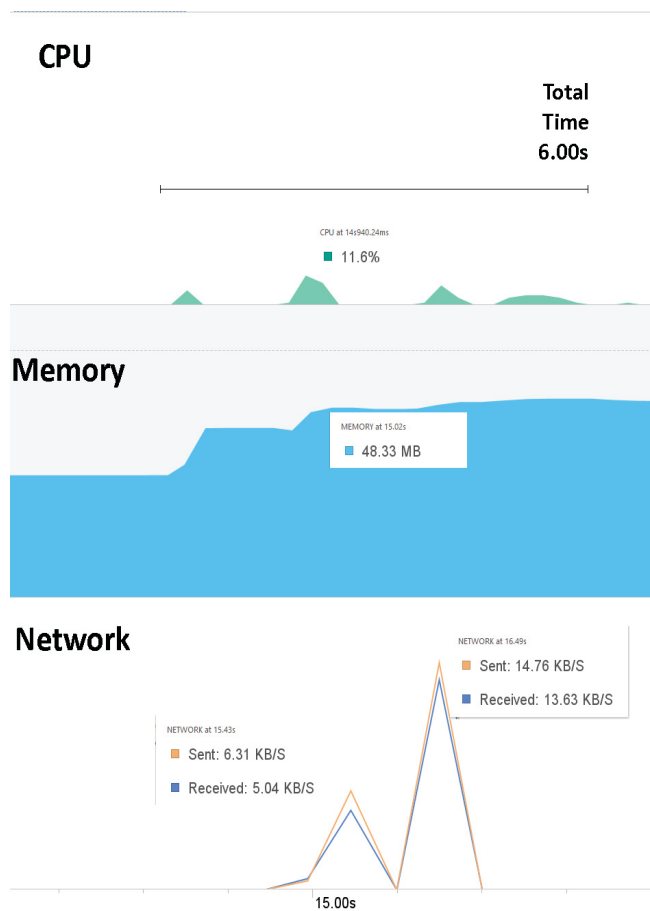 CPU
Total
Time
6.00s
CPU at 14s940.24ms
11.6%
Memory
MEMORY at 15.02s
48.33 MB
Network
NETWORK at 16.49s
Sent: 14.76 KB/S
Received: 13.63 KB/S
NETWORK at 15.43s
Sent: 6.31 KB/S
Received: 5.04 KB/S
15.00s